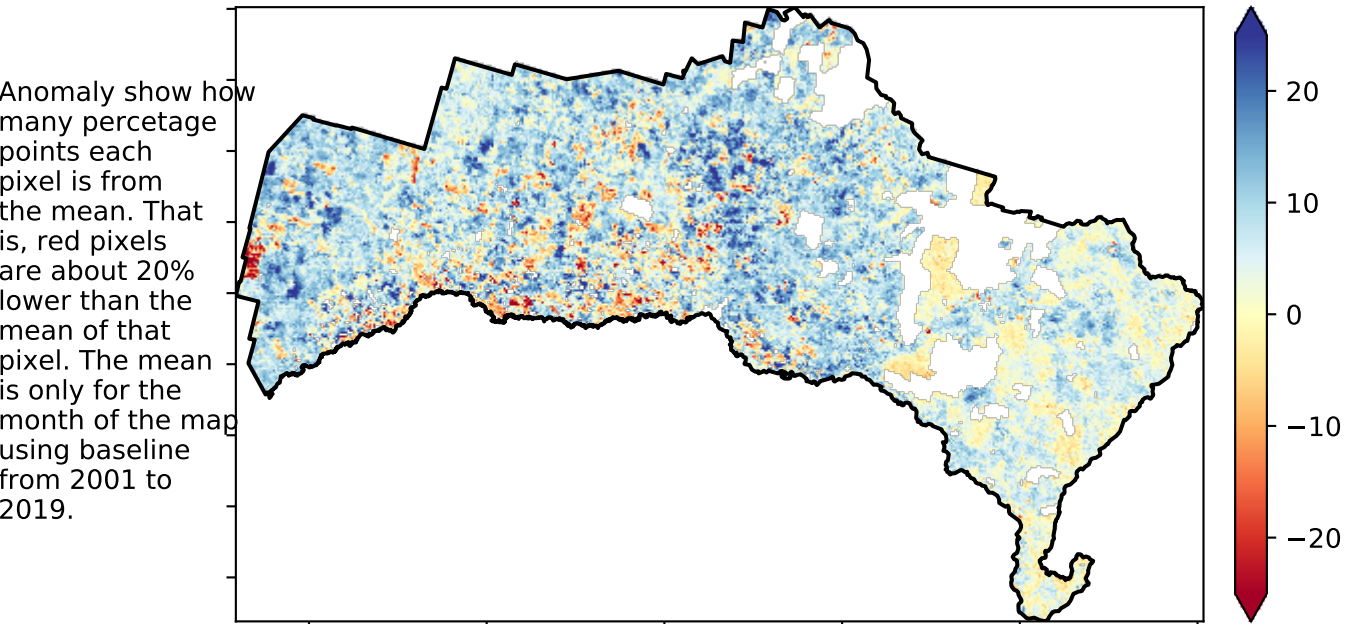 Anomaly show how
many percetage
points each
pixel is from
the mean. That
is, red pixels
are about 20%
lower than the
mean of that
pixel. The mean
is only for the
month of the map
using baseline
from 2001 to
2019.
20
10
0
−10
−20